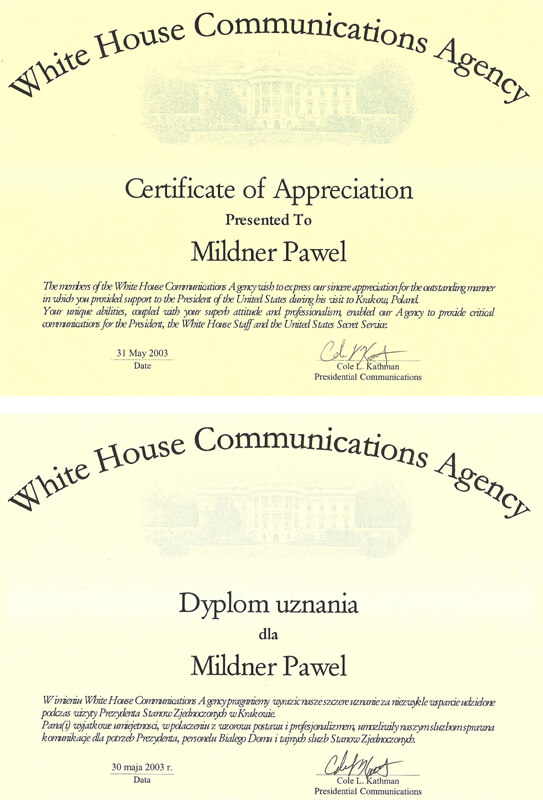 White House Communications Agency
Certificate of Appreciation
Presented To
Mildner Pawel
The members of the White House Communications Agency wish to express our sincere appreciation for the outstanding manner
in which you provided support to the President of the United States during his visit to Krakow, Poland.
Your unique abilities, coupled with your superb attitude and professionalism, enabled our Agency to provide critical
communications for the President, the White House Staff and the United States Secret Service.
31 May 2003
Date
Cole L. Kathman
Presidential Communications
White House Communications Agency
Dyplom uznania
dla
Mildner Pawel
W imieniu White House Communications Agency pragniemy wyrazic nasze szczere uznanie za niezwykle wsparcie udzielone
podczas wizyty Prezydenta Stanow Zjednoczonych w Krakowie.
Pana(i) wyjatkowe umiejetnosci, w polaczeniu z wzorowa postawa i profesjonalizmem, umozliwily naszym sluzbom sprawna
komunikacje dla potrzeb Prezydenta, personelu Bialego Domu i tajnych sluzb Stanow Zjednoczonych.
30 maja 2003 r.
Data
Cole L. Kathman
Presidential Communications